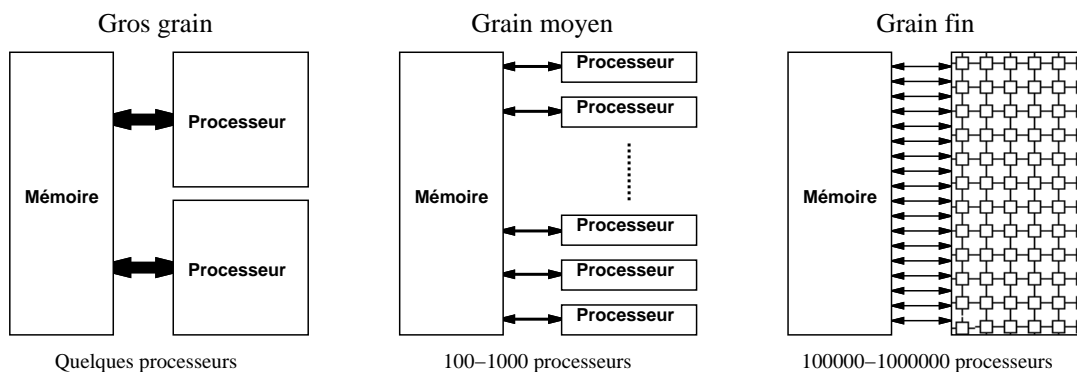 Gros grain
Mémoire
Processeur
Processeur
Quelques processeurs
Grain moyen
Mémoire
Processeur
Processeur
Processeur
Processeur
Processeur
100–1000 processeurs
Grain fin
Mémoire
100000–1000000 processeurs